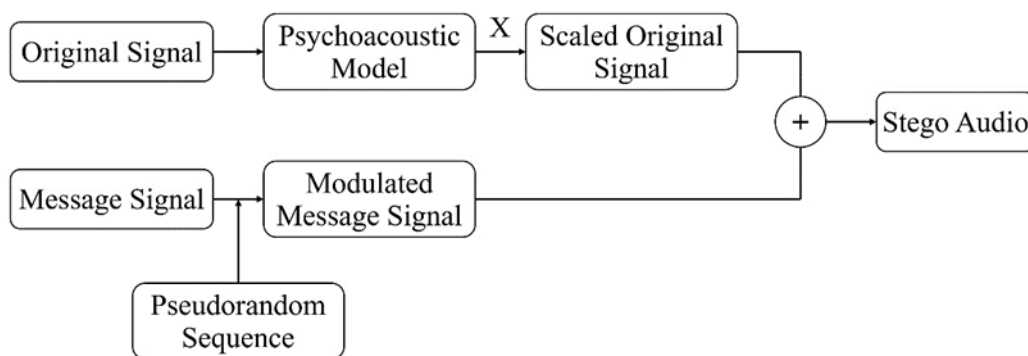 Original Signal
Psychoacoustic
Model
X
Scaled Original
Signal
+
Stego Audio
Message Signal
Modulated
Message Signal
Pseudorandom
Sequence